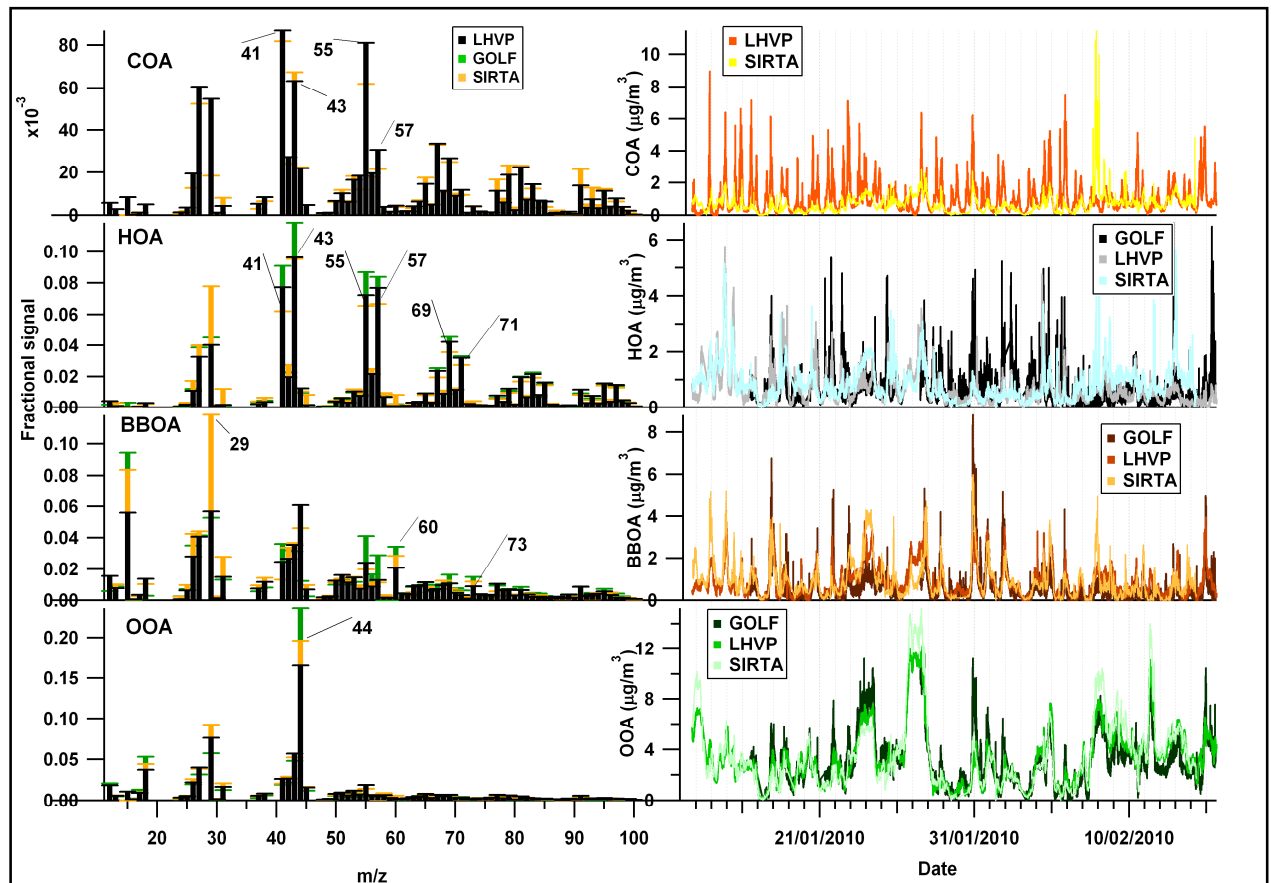 COA
80
60
40
20
0
x10⁻³
41
55
43
57
LHVP
GOLF
SIRTA
HOA
0.10
0.08
0.06
0.04
0.02
0.00
41
43
55
57
69
71
BBOA
0.10
0.08
0.06
0.04
0.02
0.00
29
60
73
OOA
0.20
0.15
0.10
0.05
0.00
44
Fractional signal
20
30
40
50
60
70
80
90
100
m/z
LHVP
SIRTA
10
8
6
4
2
0
COA (μg/m³)
GOLF
LHVP
SIRTA
6
4
2
0
HOA (μg/m³)
GOLF
LHVP
SIRTA
8
6
4
2
0
BBOA (μg/m³)
GOLF
LHVP
SIRTA
12
8
4
0
OOA (μg/m³)
21/01/2010
31/01/2010
10/02/2010
Date